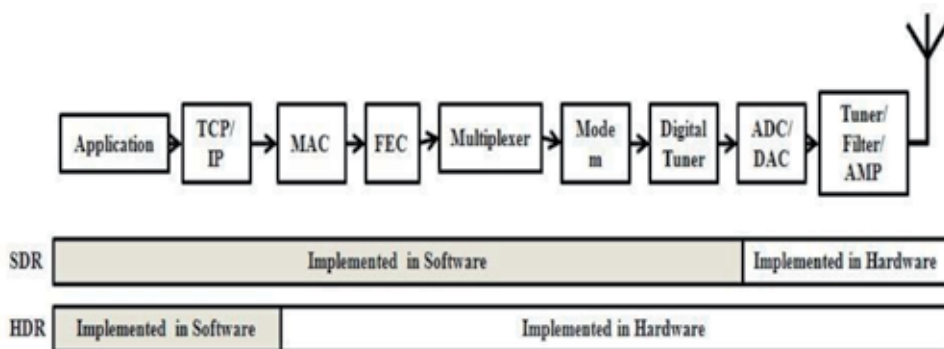 Application
TCP/
IP
MAC
FEC
Multiplexer
Mode
m
Digital
Tuner
ADC/
DAC
Tuner/
Filter/
AMP
SDR
Implemented in Software
Implemented in Hardware
HDR
Implemented in Software
Implemented in Hardware